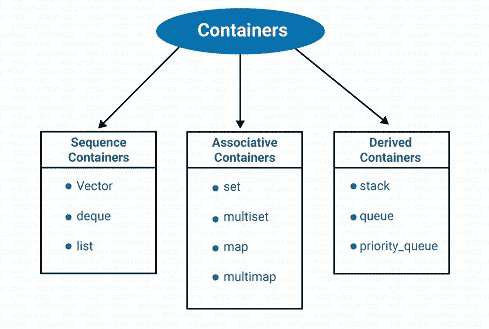 Containers
Sequence
Containers
Vector
deque
list
Associative
Containers
set
multiset
map
multimap
Derived
Containers
stack
queue
priority_queue